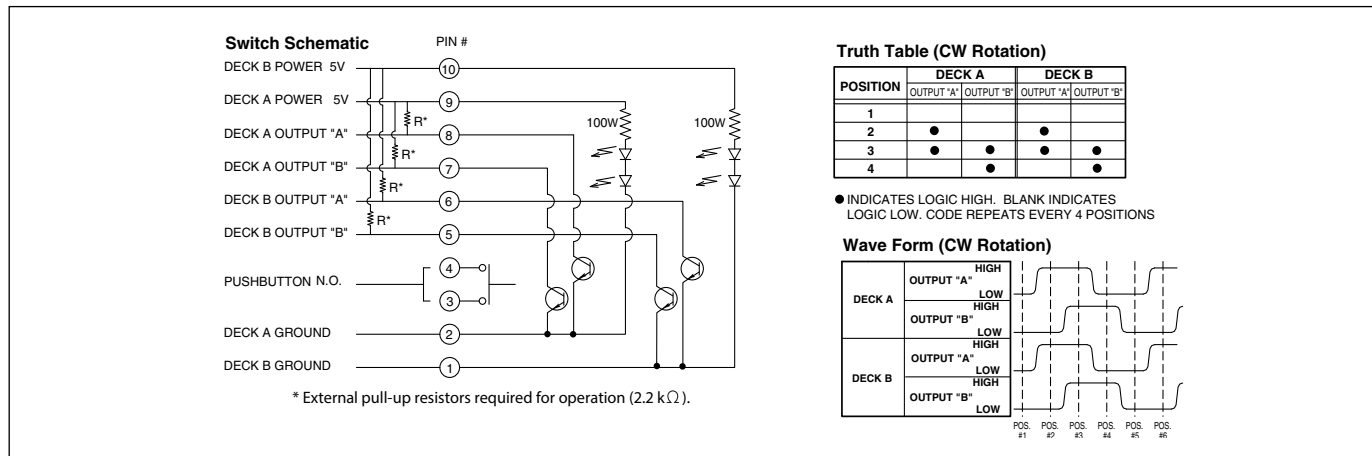 Switch Schematic
PIN #
DECK B POWER 5V
10
DECK A POWER 5V
9
R*
100W
100W
DECK A OUTPUT "A"
8
R*
DECK A OUTPUT "B"
7
R*
DECK B OUTPUT "A"
6
R*
DECK B OUTPUT "B"
5
4
PUSHBUTTON N.O.
3
DECK A GROUND
2
DECK B GROUND
1
* External pull-up resistors required for operation (2.2 kΩ).
Truth Table (CW Rotation)
POSITION DECK A DECK B
OUTPUT "A" OUTPUT "B" OUTPUT "A" OUTPUT "B"
1
2 ● ●
3 ● ● ● ●
4 ● ●
● INDICATES LOGIC HIGH. BLANK INDICATES
LOGIC LOW. CODE REPEATS EVERY 4 POSITIONS
Wave Form (CW Rotation)
DECK A
OUTPUT "A"
HIGH
LOW
OUTPUT "B"
HIGH
LOW
DECK B
OUTPUT "A"
HIGH
LOW
OUTPUT "B"
HIGH
LOW
POS. POS. POS. POS. POS. POS.
#1 #2 #3 #4 #5 #6